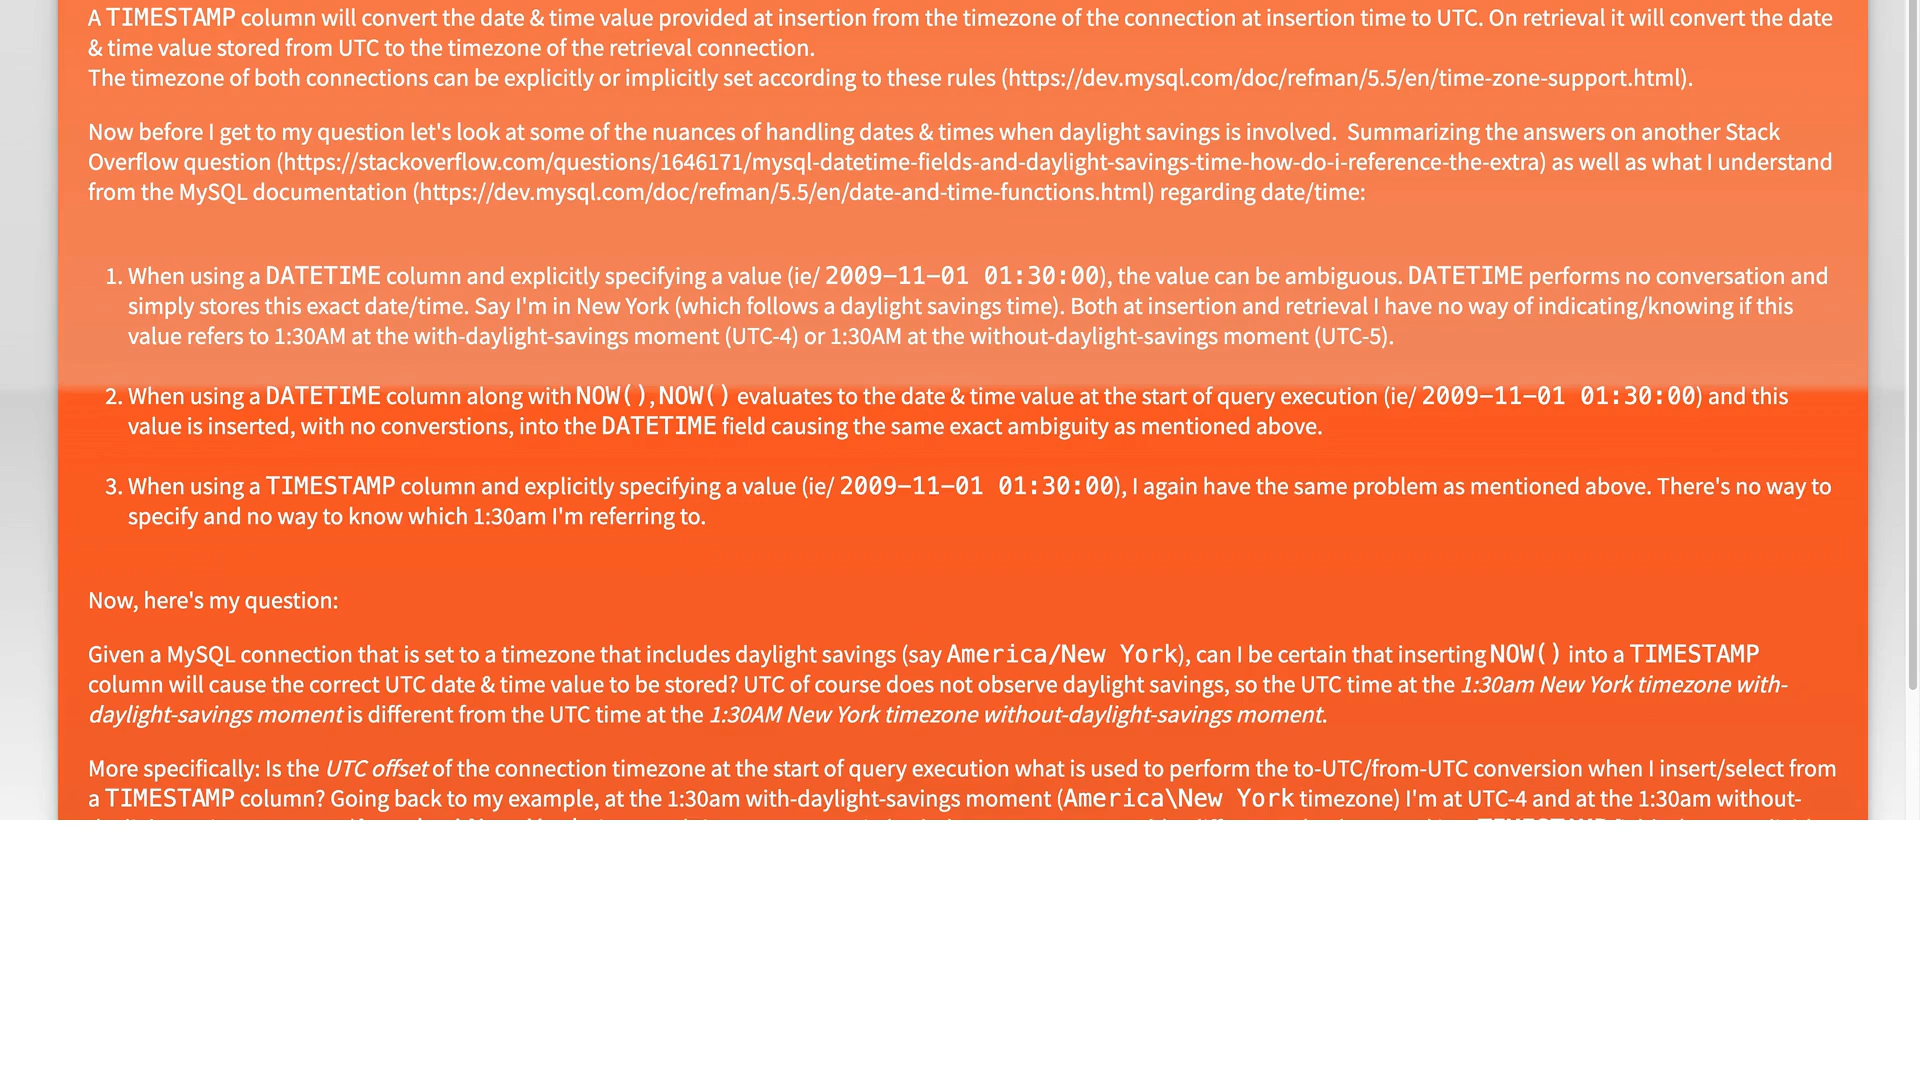 A TIMESTAMP column will convert the date & time value provided at insertion from the timezone of the connection at insertion time to UTC. On retrieval it will convert the date
& time value stored from UTC to the timezone of the retrieval connection.
The timezone of both connections can be explicitly or implicitly set according to these rules (https://dev.mysql.com/doc/refman/5.5/en/time-zone-support.html).
Now before I get to my question let's look at some of the nuances of handling dates & times when daylight savings is involved.  Summarizing the answers on another Stack
Overflow question (https://stackoverflow.com/questions/1646171/mysql-datetime-fields-and-daylight-savings-time-how-do-i-reference-the-extra) as well as what I understand
from the MySQL documentation (https://dev.mysql.com/doc/refman/5.5/en/date-and-time-functions.html) regarding date/time:
1. When using a DATETIME column and explicitly specifying a value (ie/ 2009-11-01 01:30:00), the value can be ambiguous. DATETIME performs no conversation and
simply stores this exact date/time. Say I'm in New York (which follows a daylight savings time). Both at insertion and retrieval I have no way of indicating/knowing if this
value refers to 1:30AM at the with-daylight-savings moment (UTC-4) or 1:30AM at the without-daylight-savings moment (UTC-5).
2. When using a DATETIME column along with NOW(), NOW() evaluates to the date & time value at the start of query execution (ie/ 2009-11-01 01:30:00) and this
value is inserted, with no converstions, into the DATETIME field causing the same exact ambiguity as mentioned above.
3. When using a TIMESTAMP column and explicitly specifying a value (ie/ 2009-11-01 01:30:00), I again have the same problem as mentioned above. There's no way to
specify and no way to know which 1:30am I'm referring to.
Now, here's my question:
Given a MySQL connection that is set to a timezone that includes daylight savings (say America/New York), can I be certain that inserting NOW() into a TIMESTAMP
column will cause the correct UTC date & time value to be stored? UTC of course does not observe daylight savings, so the UTC time at the 1:30am New York timezone with-
daylight-savings moment is different from the UTC time at the 1:30AM New York timezone without-daylight-savings moment.
More specifically: Is the UTC offset of the connection timezone at the start of query execution what is used to perform the to-UTC/from-UTC conversion when I insert/select from
a TIMESTAMP column? Going back to my example, at the 1:30am with-daylight-savings moment (America\New York timezone) I'm at UTC-4 and at the 1:30am without-